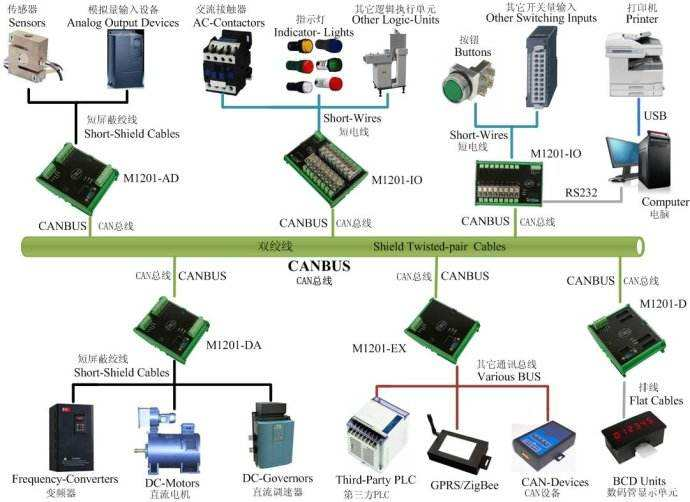 传感器
Sensors
模拟量输入设备
Analog Output Devices
交流接触器
AC-Contactors
指示灯
Indicator- Lights
其它逻辑执行单元
Other Logic-Units
按钮
Buttons
其它开关量输入
Other Switching Inputs
打印机
Printer
短屏蔽绞线
Short-Shield Cables
Short-Wires
短电线
Short-Wires
短电线
USB
M1201-AD
M1201-IO
M1201-IO
RS232
Computer
电脑
CANBUS
CAN总线
CANBUS
CAN总线
CANBUS
CAN总线
双绞线
Shield Twisted-pair Cables
CANBUS
CAN总线
CAN总线
CANBUS
CAN总线
CANBUS
CAN总线
CANBUS
M1201-DA
M1201-EX
M1201-D
短屏蔽绞线
Short-Shield Cables
其它通讯总线
Various BUS
排线
Flat Cables
012345
Frequency-Converters
变频器
DC-Motors
直流电机
DC-Governors
直流调速器
Third-Party PLC
第三方PLC
GPRS/ZigBee
CAN-Devices
CAN设备
BCD Units
数码管显示单元